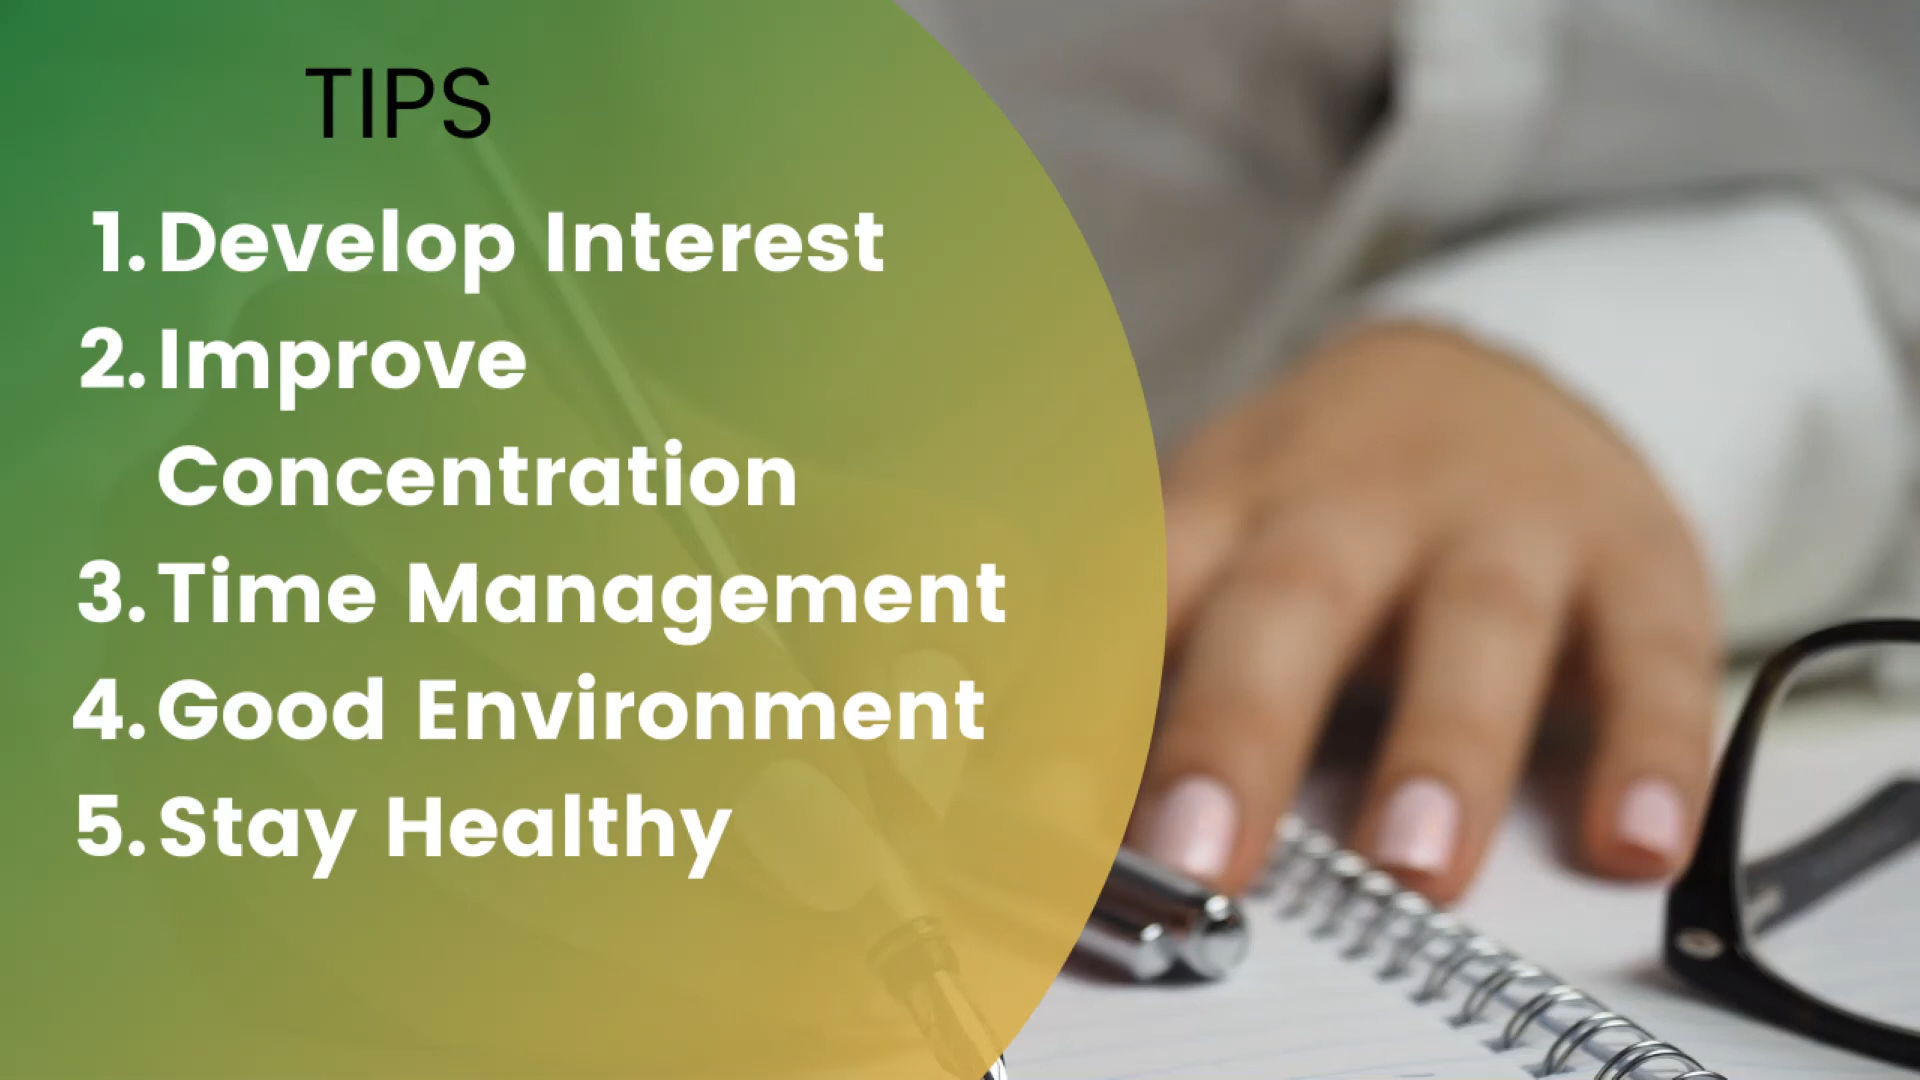 TIPS
1. Develop Interest
2. Improve
Concentration
3. Time Management
4. Good Environment
5. Stay Healthy